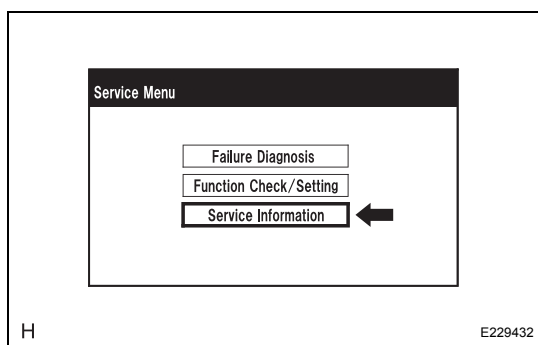 Service Menu
Failure Diagnosis
Function Check/Setting
Service Information
H
E229432